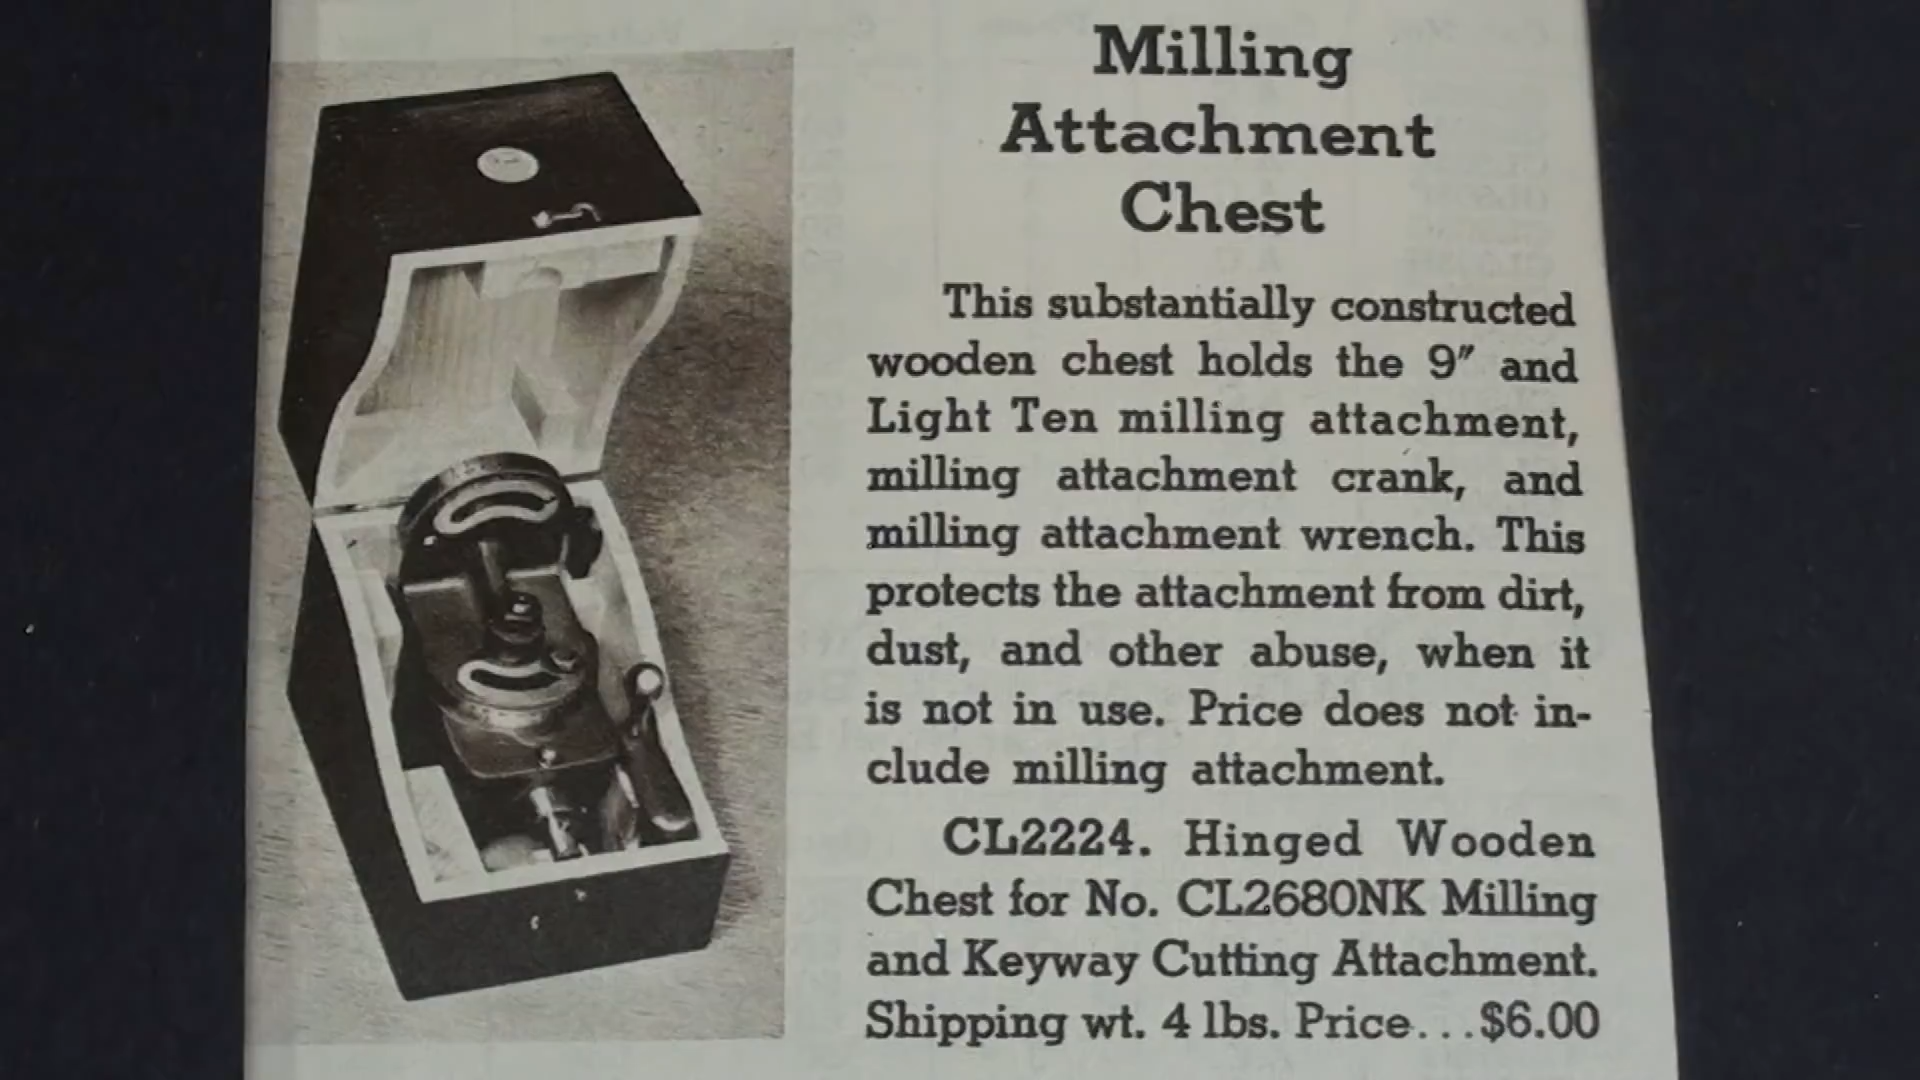 Milling
Attachment
Chest
This substantially constructed
wooden chest holds the 9″ and
Light Ten milling attachment,
milling attachment crank, and
milling attachment wrench. This
protects the attachment from dirt,
dust, and other abuse, when it
is not in use. Price does not in-
clude milling attachment.
CL2224. Hinged Wooden
Chest for No. CL2680NK Milling
and Keyway Cutting Attachment.
Shipping wt. 4 lbs. Price...$6.00